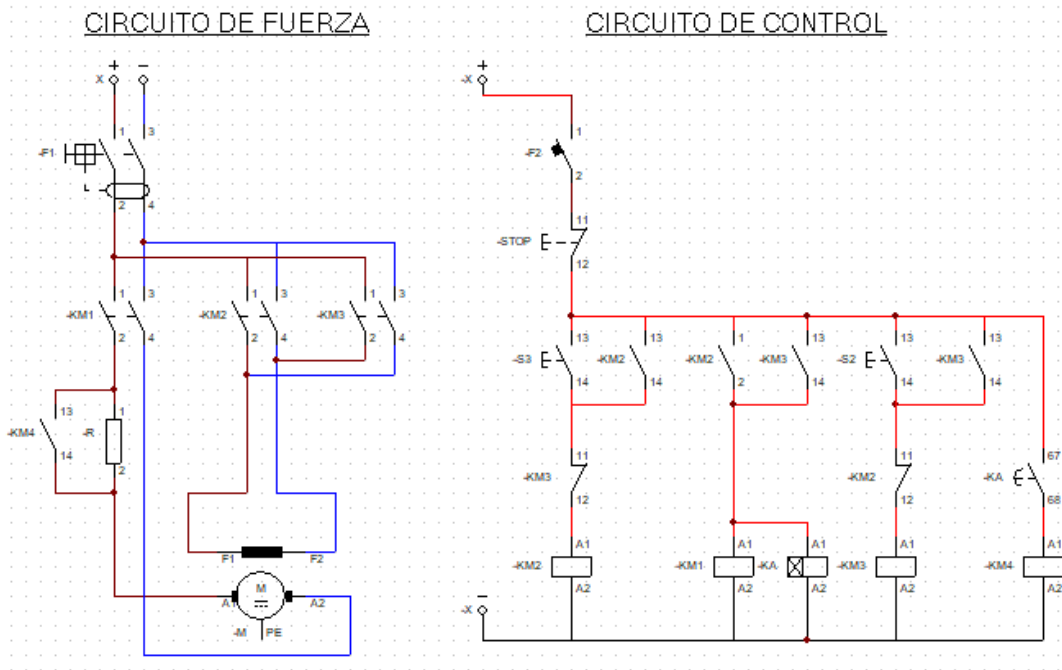 CIRCUITO DE FUERZA
+ −
X
1 3
-F1
2 4
1 3 1 3 1 3
-KM1 -KM2 -KM3
2 4 2 4 2 4
13 1
-KM4 -R
14 2
F1 F2
M
A1 A2
-M PE
CIRCUITO DE CONTROL
+
-X
1
-F2
2
11
-STOP
12
13 13 1 13 13 13
-S3 -KM2 -KM2 -KM3 -S2 -KM3
14 14 2 14 14 14
11 11 67
-KM3 -KM2 -KA
12 12 68
A1 A1 A1 A1 A1
-KM2 -KM1 -KA -KM3 -KM4
A2 A2 A2 A2 A2
−
-X